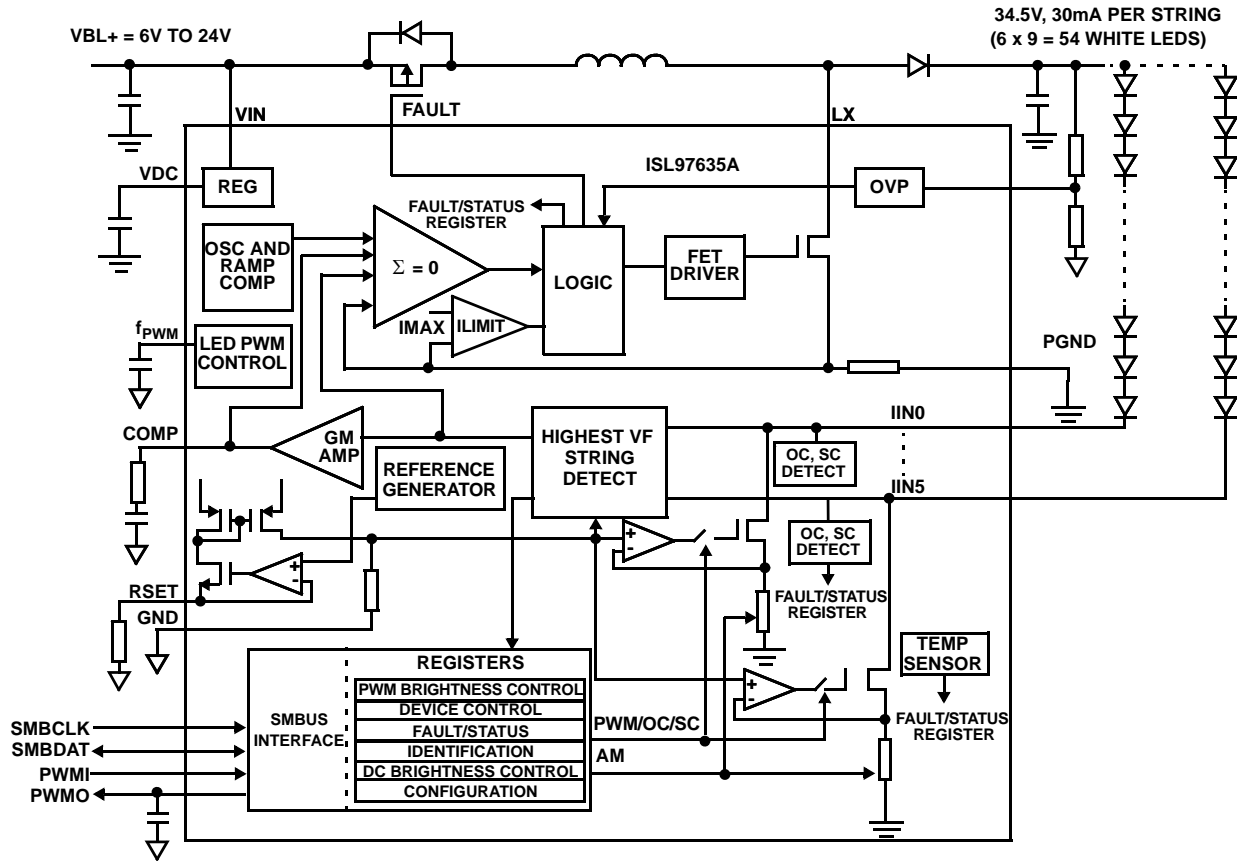 34.5V, 30mA PER STRING
(6 x 9 = 54 WHITE LEDS)
VBL+ = 6V TO 24V
FAULT
VIN
LX
VDC
REG
ISL97635A
OVP
FAULT/STATUS
REGISTER
OSC AND
RAMP
COMP
Σ = 0
LOGIC
FET
DRIVER
IMAX
ILIMIT
fPWM
LED PWM
CONTROL
PGND
COMP
GM
AMP
HIGHEST VF
STRING
DETECT
IIN0
OC, SC
DETECT
REFERENCE
GENERATOR
IIN5
+
-
OC, SC
DETECT
+
-
RSET
FAULT/STATUS
REGISTER
GND
TEMP
SENSOR
REGISTERS
PWM BRIGHTNESS CONTROL
DEVICE CONTROL
FAULT/STATUS
IDENTIFICATION
DC BRIGHTNESS CONTROL
CONFIGURATION
+
-
FAULT/STATUS
REGISTER
SMBUS
INTERFACE
PWM/OC/SC
AM
SMBCLK
SMBDAT
PWMI
PWMO